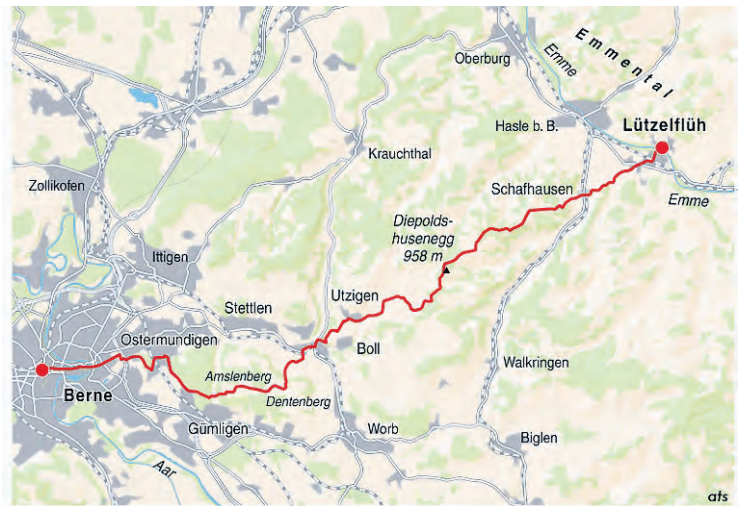 Oberburg
Emme
Emmental
Hasle b. B.
Lützelflüh
Krauchthal
Zollikofen
Schafhausen
Emme
Diepolds-
husenegg
958 m
Ittigen
Utzigen
Stettlen
Ostermundigen
Boll
Walkringen
Amslenberg
Berne
Dentenberg
Gümligen
Worb
Biglen
Aar
ats